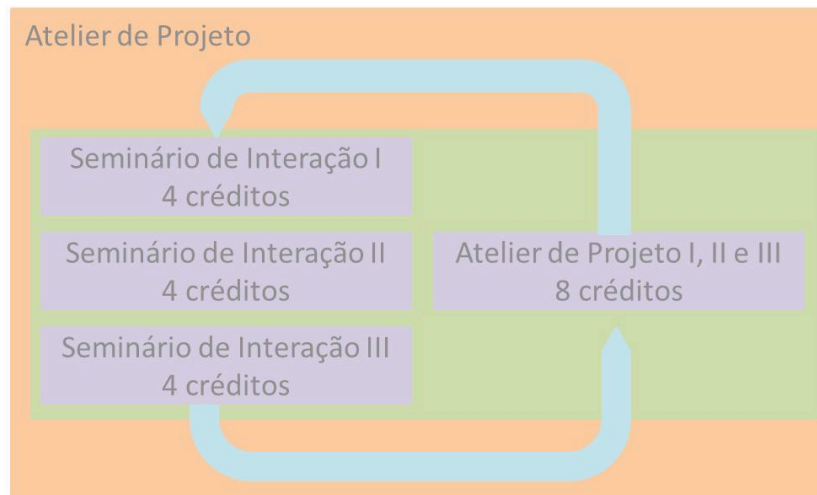 Atelier de Projeto
Seminário de Interação I
4 créditos
Seminário de Interação II
4 créditos
Seminário de Interação III
4 créditos
Atelier de Projeto I, II e III
8 créditos